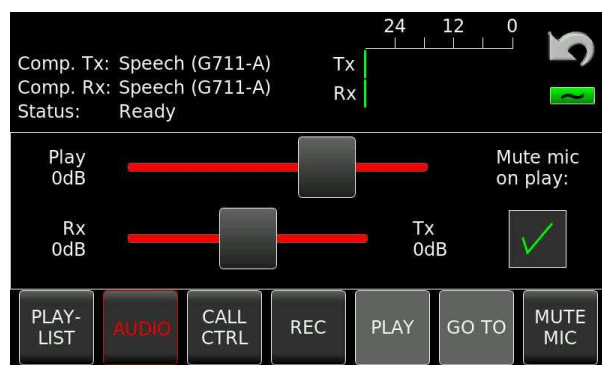 24 12 0
Comp. Tx: Speech (G711-A) Tx
Comp. Rx: Speech (G711-A) Rx
Status: Ready
Play
0dB
Mute mic
on play:
Rx
0dB
Tx
0dB
PLAY-
LIST
AUDIO
CALL
CTRL
REC
PLAY
GO TO
MUTE
MIC